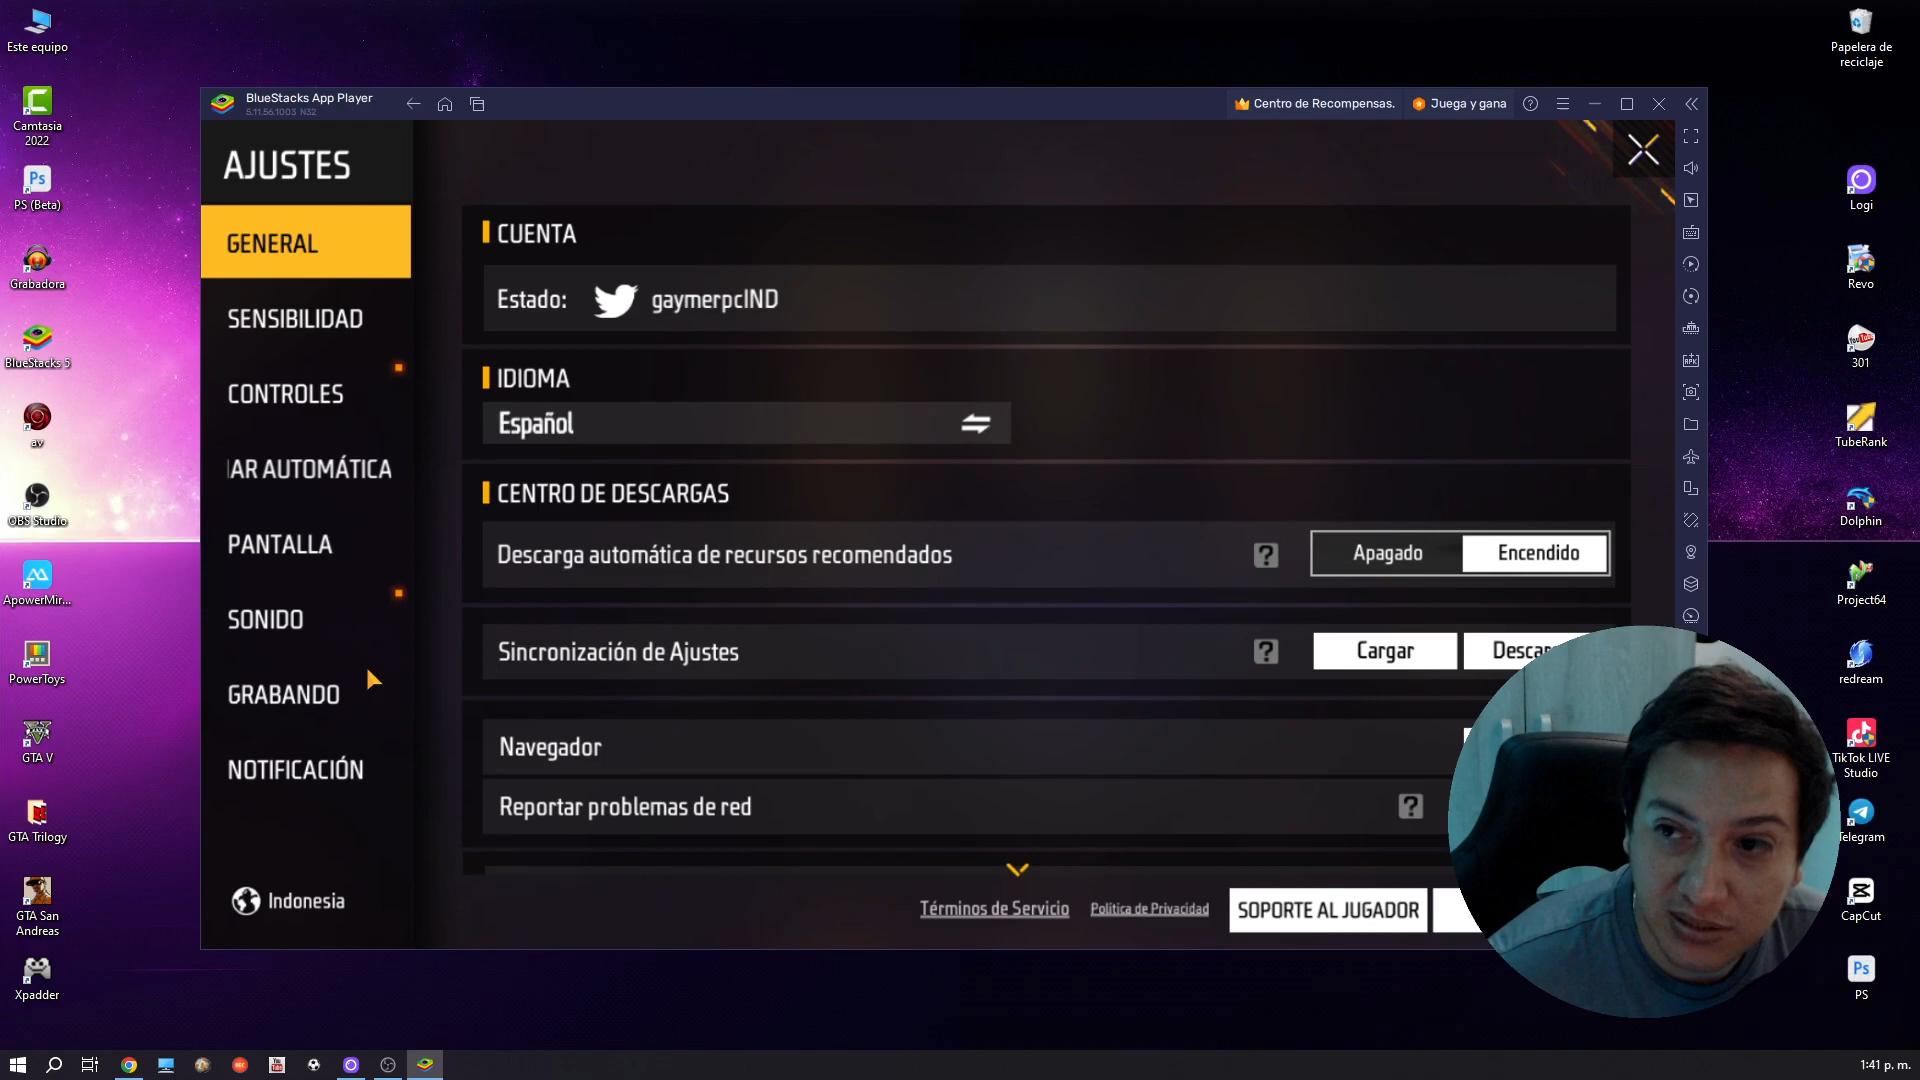 Este equipo
Camtasia
2022
PS (Beta)
Grabadora
BlueStacks 5
av
OBS Studio
ApowerMir...
PowerToys
GTA V
GTA Trilogy
GTA San
Andreas
Xpadder
BlueStacks App Player
5.11.56.1003 N32
Centro de Recompensas.
Juega y gana
AJUSTES
GENERAL
SENSIBILIDAD
CONTROLES
AR AUTOMÁTICA
PANTALLA
SONIDO
GRABANDO
NOTIFICACIÓN
Indonesia
CUENTA
Estado: gaymerpcIND
IDIOMA
Español
CENTRO DE DESCARGAS
Descarga automática de recursos recomendados ? Apagado Encendido
Sincronización de Ajustes ? Cargar Descar
Navegador
Reportar problemas de red ?
Términos de Servicio Política de Privacidad SOPORTE AL JUGADOR
Papelera de
reciclaje
Logi
Revo
301
TubeRank
Dolphin
Project64
redream
TikTok LIVE
Studio
Telegram
CapCut
Ps
PS
1:41 p. m.